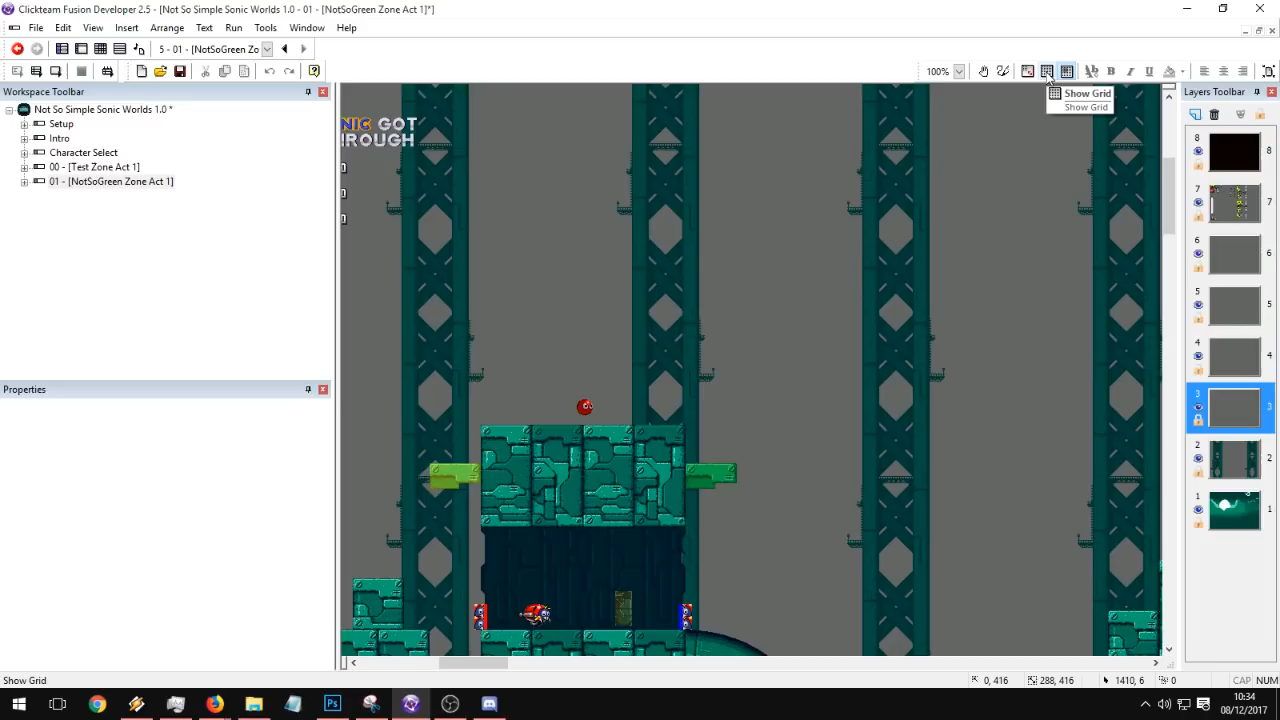 Clickteam Fusion Developer 2.5 - [Not So Simple Sonic Worlds 1.0 - 01 - [NotSoGreen Zone Act 1]*]
File Edit View Insert Arrange Text Run Tools Window Help
5 - 01 - [NotSoGreen Zo
100%
B I U
Workspace Toolbar
Show Grid
Show Grid
Layers Toolbar
Not So Simple Sonic Worlds 1.0 *
Setup
Intro
Character Select
00 - [Test Zone Act 1]
01 - [NotSoGreen Zone Act 1]
Properties
NIC GOT
HROUGH
8 8
7 7
6 6
5 5
4 4
3 3
2 2
1 1
Show Grid
0, 416
288, 416
1410, 6
0
CAP NUM
10:34
08/12/2017